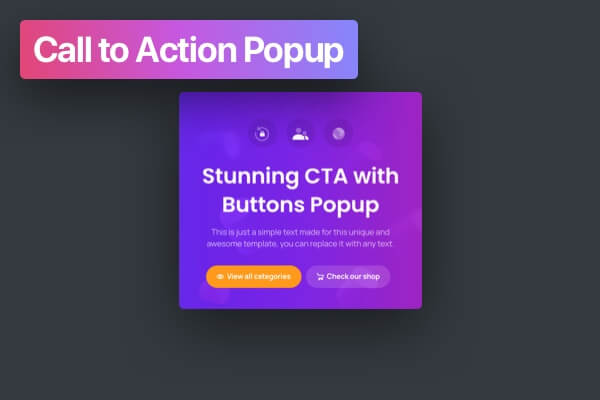 Call to Action Popup
Stunning CTA with
Buttons Popup
This is just a simple text made for this unique and
awesome template, you can replace it with any text.
View all categories
Check our shop